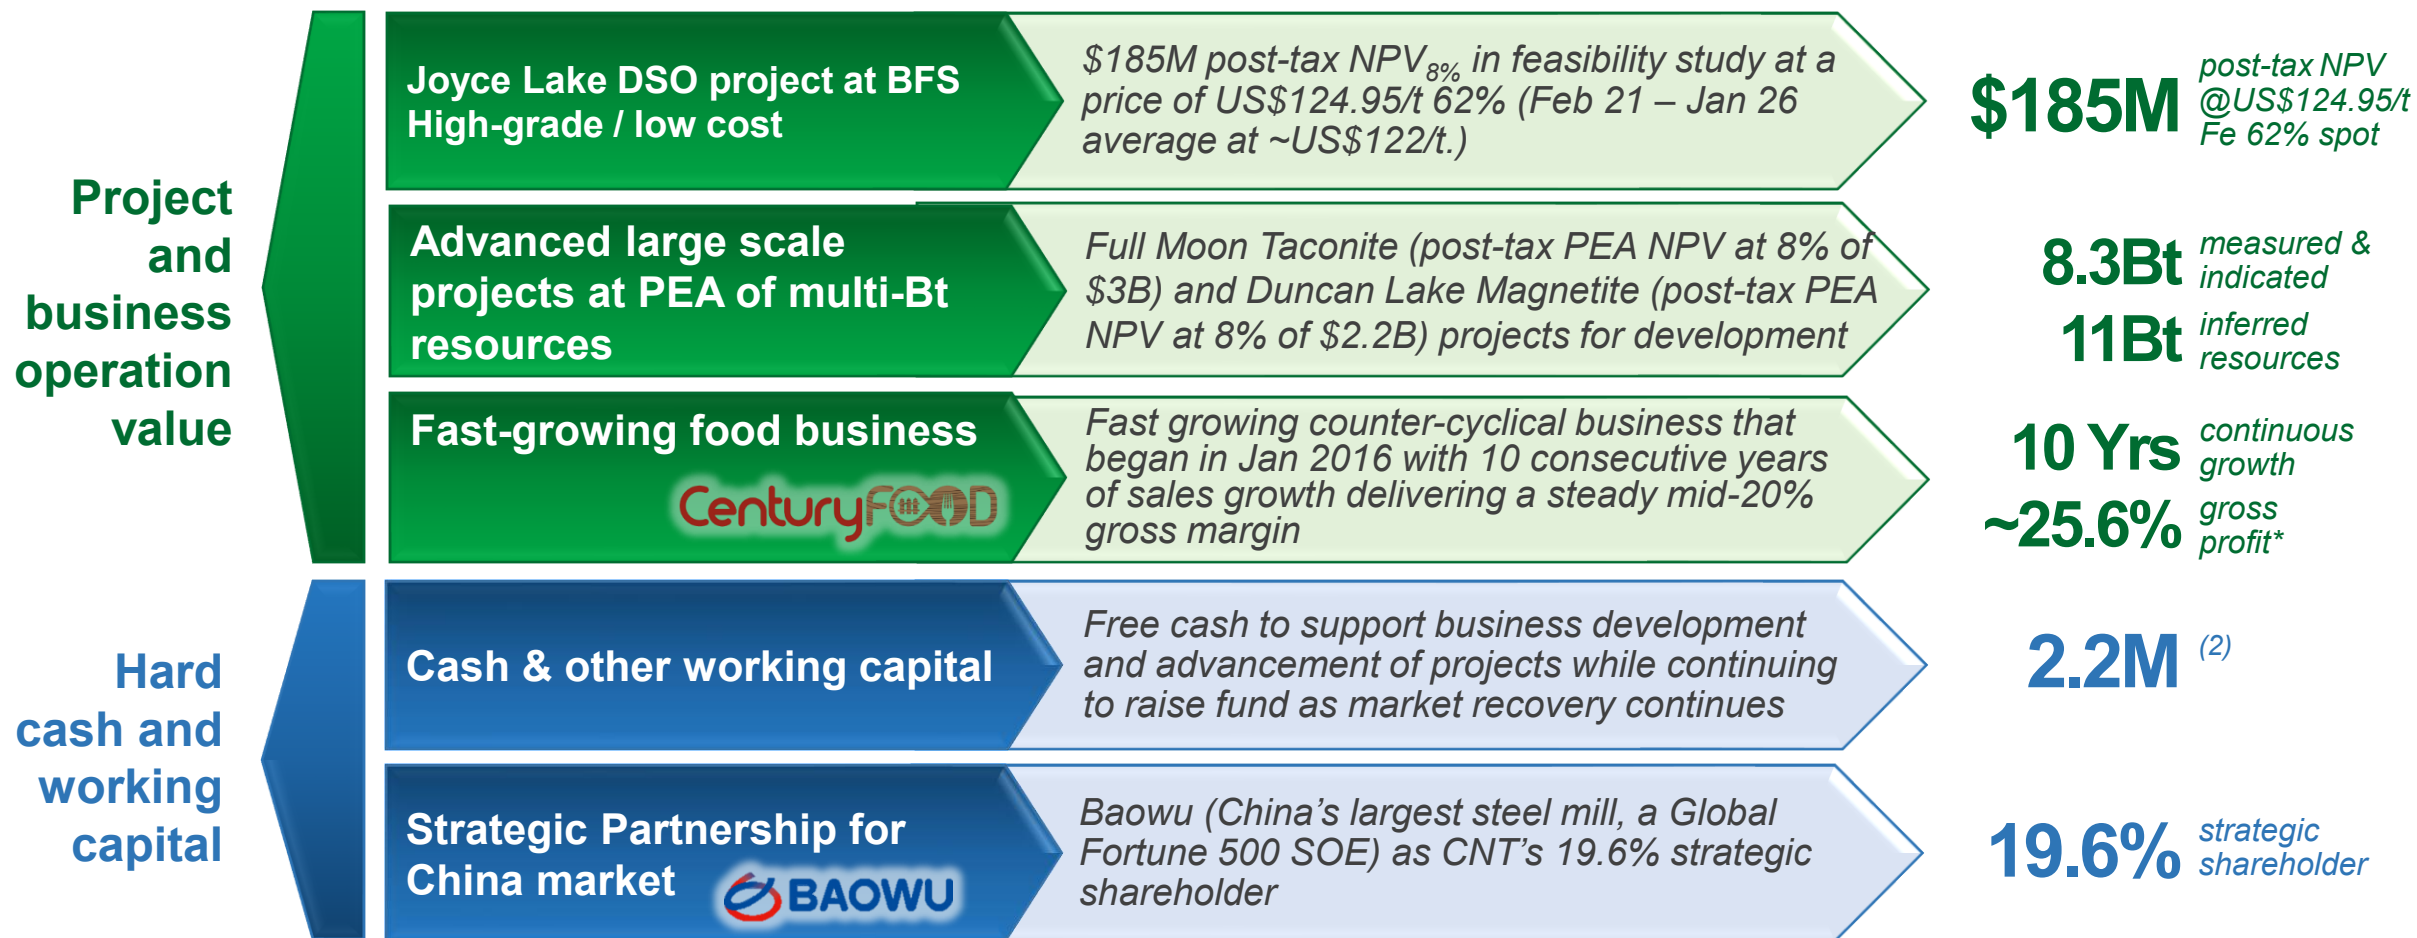 Project
and
business
operation
value
Joyce Lake DSO project at BFS
High-grade / low cost
$185M post-tax NPV8% in feasibility study at a
price of US$124.95/t 62% (Feb 21 – Jan 26
average at ~US$122/t.)
$185M
post-tax NPV
@US$124.95/t
Fe 62% spot
Advanced large scale
projects at PEA of multi-Bt
resources
Full Moon Taconite (post-tax PEA NPV at 8% of
$3B) and Duncan Lake Magnetite (post-tax PEA
NPV at 8% of $2.2B) projects for development
8.3Bt
measured &
indicated
11Bt
inferred
resources
Fast-growing food business
CenturyFOOD
Fast growing counter-cyclical business that
began in Jan 2016 with 10 consecutive years
of sales growth delivering a steady mid-20%
gross margin
10 Yrs
continuous
growth
~25.6%
gross
profit*
Hard
cash and
working
capital
Cash & other working capital
Free cash to support business development
and advancement of projects while continuing
to raise fund as market recovery continues
2.2M
(2)
Strategic Partnership for
China market
BAOWU
Baowu (China’s largest steel mill, a Global
Fortune 500 SOE) as CNT’s 19.6% strategic
shareholder
19.6%
strategic
shareholder